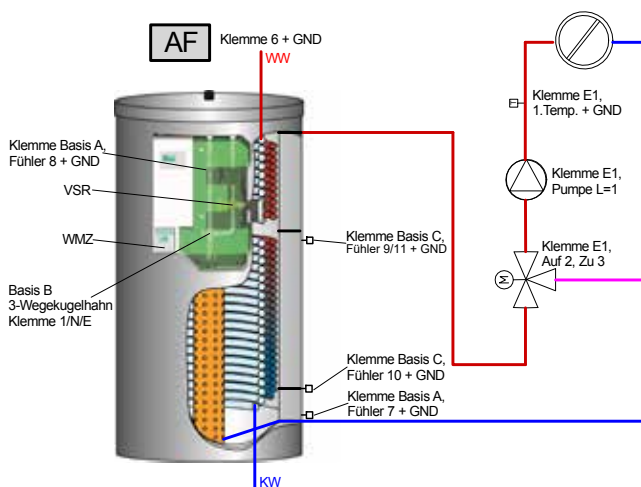 AF
Klemme 6 + GND
WW
Klemme Basis A,
Fühler 8 + GND
VSR
WMZ
Basis B
3-Wegekugelhahn
Klemme 1/N/E
Klemme Basis C,
Fühler 9/11 + GND
Klemme Basis C,
Fühler 10 + GND
Klemme Basis A,
Fühler 7 + GND
KW
Klemme E1,
1.Temp. + GND
Klemme E1,
Pumpe L=1
Klemme E1,
Auf 2, Zu 3
M